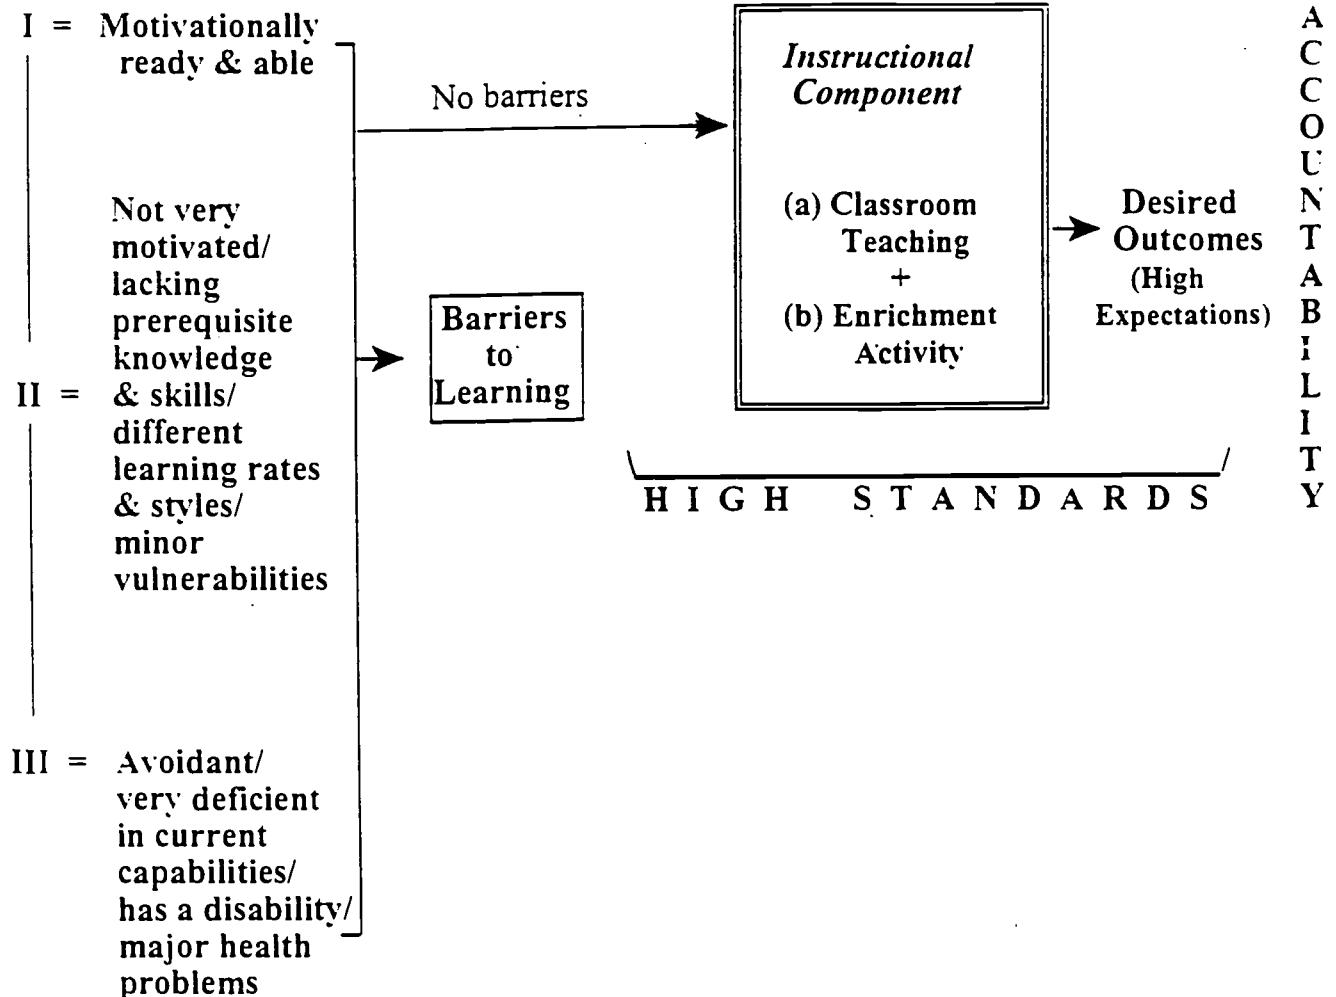 I = Motivationally
ready & able
Not very
motivated/
lacking
prerequisite
knowledge
II = & skills/
different
learning rates
& styles/
minor
vulnerabilities
III = Avoidant/
very deficient
in current
capabilities/
has a disability/
major health
problems
No barriers
Barriers
to
Learning
Instructional
Component
(a) Classroom
Teaching
+
(b) Enrichment
Activity
Desired
Outcomes
(High
Expectations)
H I G H S T A N D A R D S
A
C
C
O
U
N
T
A
B
I
L
I
T
Y